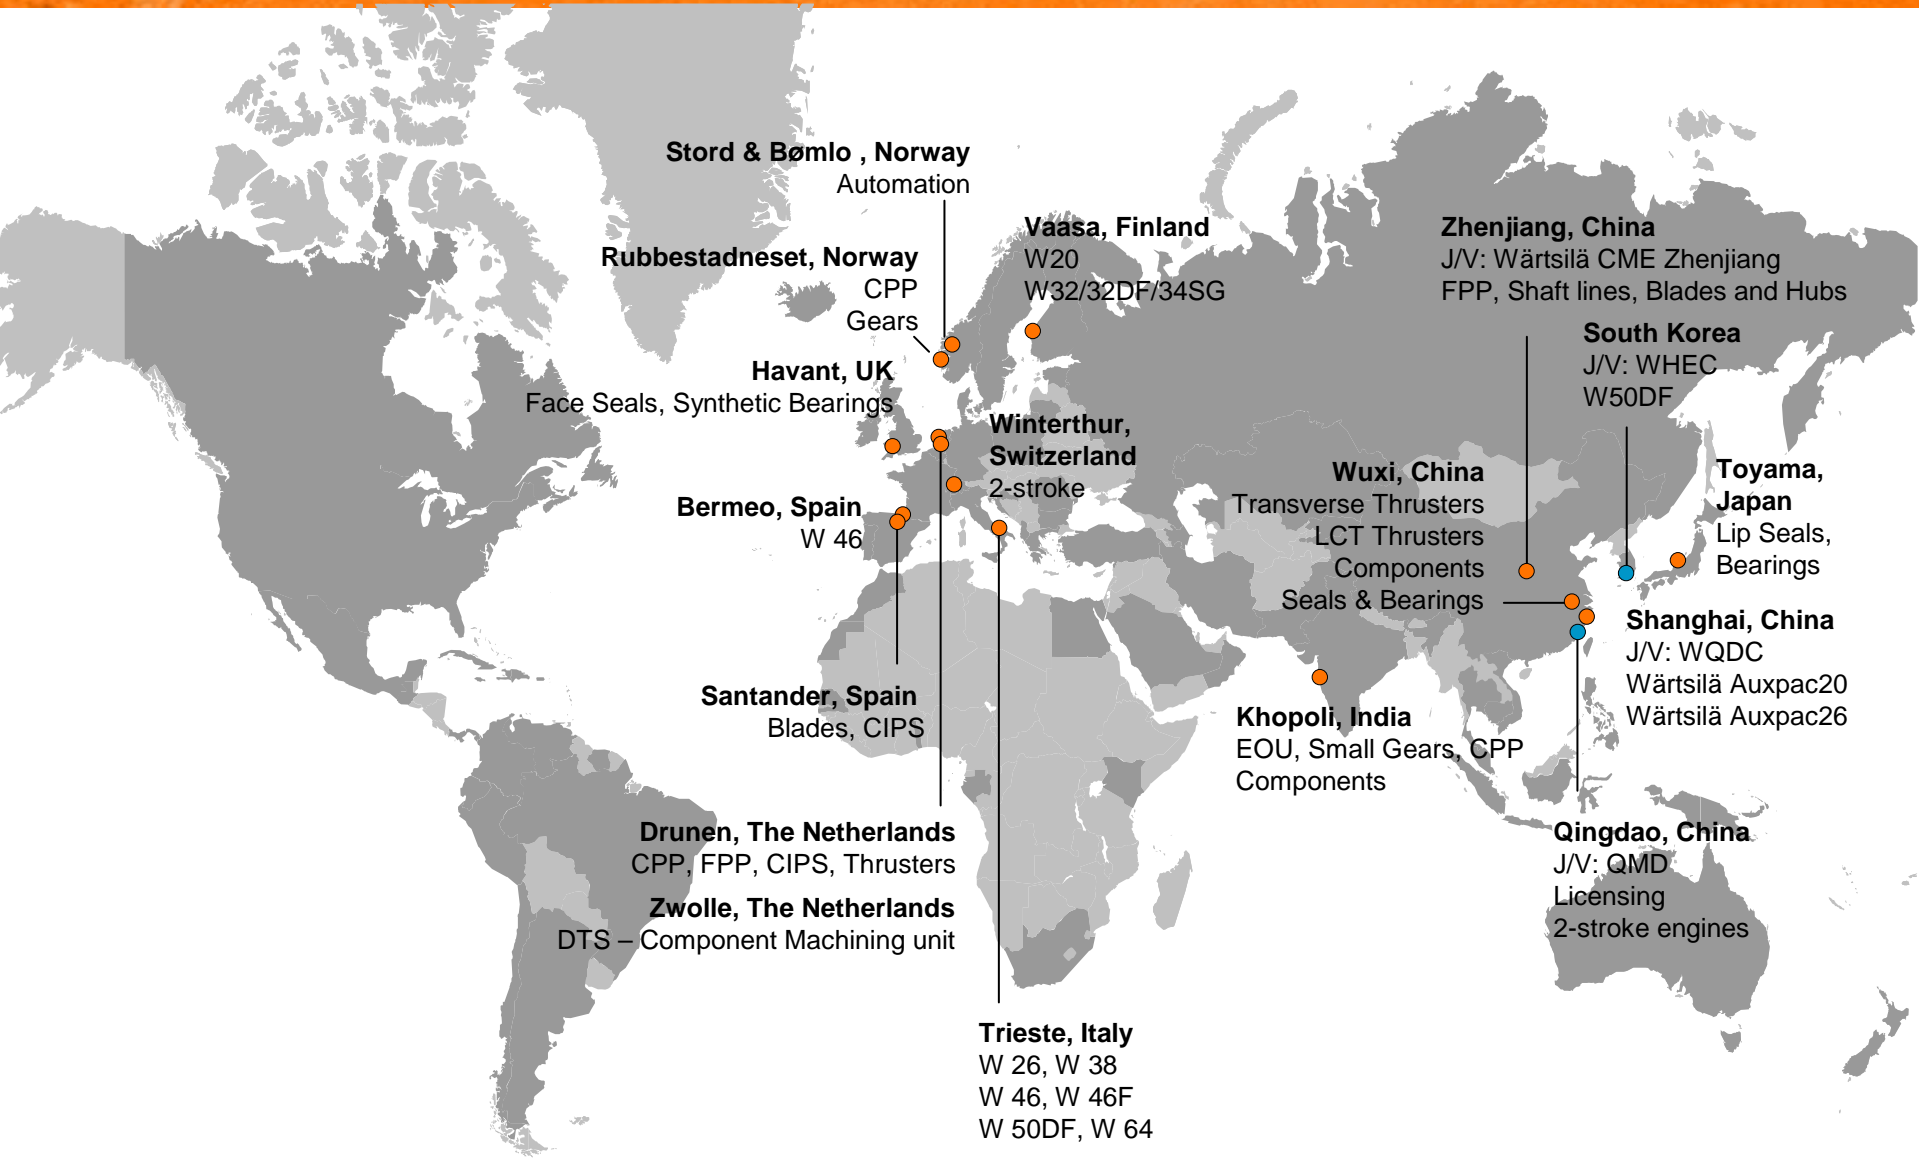 Stord & Bømlo , Norway
Automation
Rubbestadneset, Norway
CPP
Gears
Vaasa, Finland
W20
W32/32DF/34SG
Zhenjiang, China
J/V: Wärtsilä CME Zhenjiang
FPP, Shaft lines, Blades and Hubs
South Korea
J/V: WHEC
W50DF
Havant, UK
Face Seals, Synthetic Bearings
Winterthur,
Switzerland
2-stroke
Bermeo, Spain
W 46
Wuxi, China
Transverse Thrusters
LCT Thrusters
Components
Seals & Bearings
Toyama,
Japan
Lip Seals,
Bearings
Shanghai, China
J/V: WQDC
Wärtsilä Auxpac20
Wärtsilä Auxpac26
Santander, Spain
Blades, CIPS
Khopoli, India
EOU, Small Gears, CPP
Components
Drunen, The Netherlands
CPP, FPP, CIPS, Thrusters
Zwolle, The Netherlands
DTS – Component Machining unit
Qingdao, China
J/V: QMD
Licensing
2-stroke engines
Trieste, Italy
W 26, W 38
W 46, W 46F
W 50DF, W 64